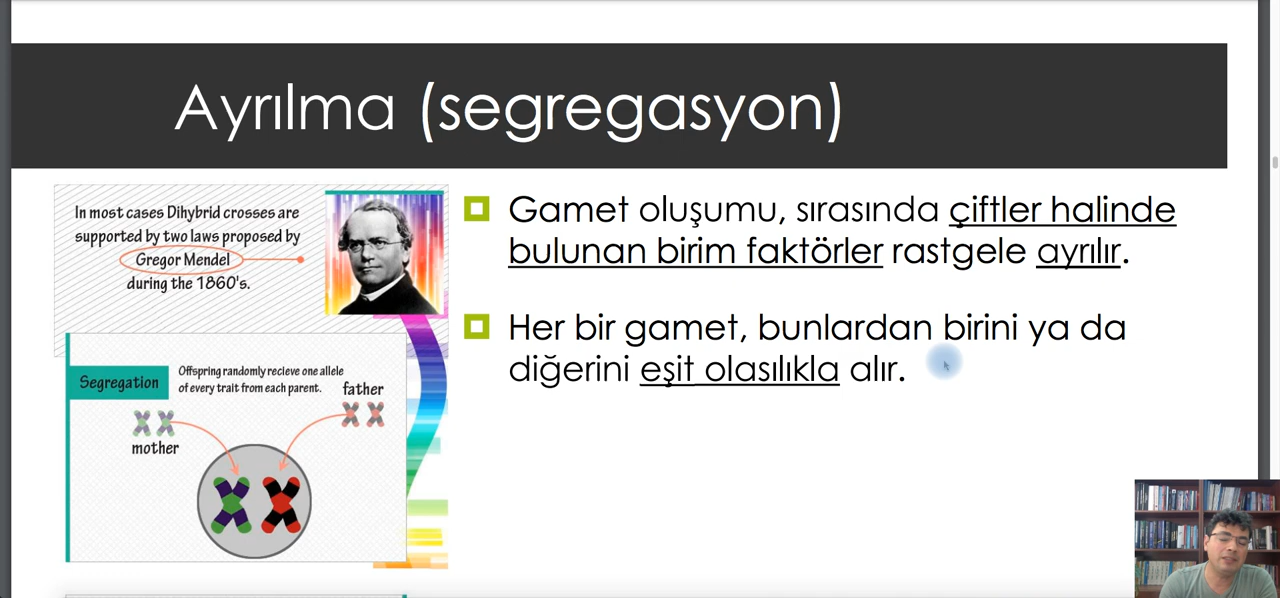 Ayrılma (segregasyon)
In most cases Dihybrid crosses are
supported by two laws proposed by
Gregor Mendel
during the 1860's.
Segregation
Offspring randomly recieve one allele
of every trait from each parent.
father
mother
Gamet oluşumu, sırasında çiftler halinde
bulunan birim faktörler rastgele ayrılır.
Her bir gamet, bunlardan birini ya da
diğerini eşit olasılıkla alır.